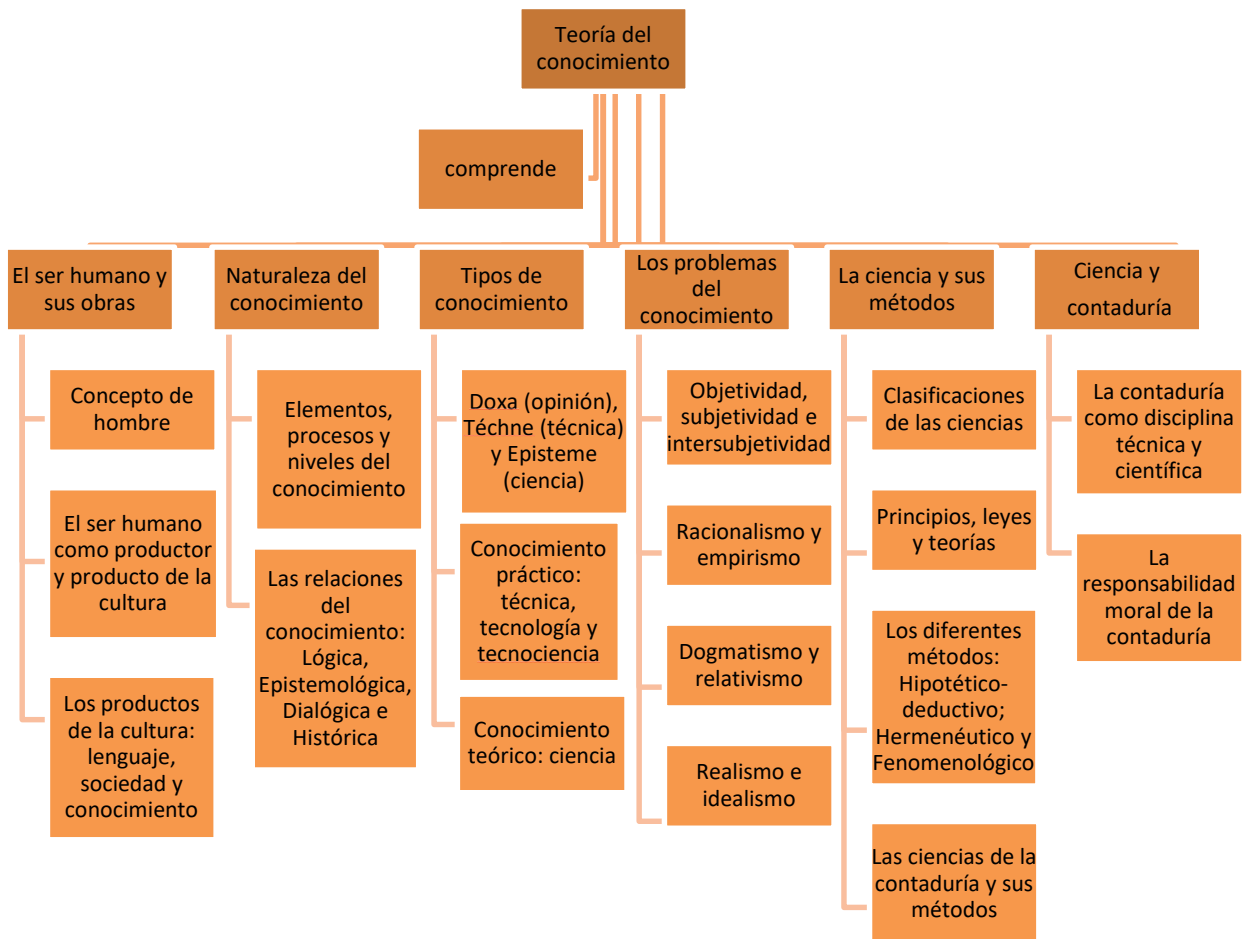 Teoría del
conocimiento
comprende
El ser humano y
sus obras
Concepto de
hombre
El ser humano
como productor
y producto de la
cultura
Los productos
de la cultura:
lenguaje,
sociedad y
conocimiento
Naturaleza del
conocimiento
Elementos,
procesos y
niveles del
conocimiento
Las relaciones
del
conocimiento:
Lógica,
Epistemológica,
Dialógica e
Histórica
Tipos de
conocimiento
Doxa (opinión),
Téchne (técnica)
y Episteme
(ciencia)
Conocimiento
práctico:
técnica,
tecnología y
tecnociencia
Conocimiento
teórico: ciencia
Los problemas
del
conocimiento
Objetividad,
subjetividad e
intersubjetividad
Racionalismo y
empirismo
Dogmatismo y
relativismo
Realismo e
idealismo
La ciencia y sus
métodos
Clasificaciones
de las ciencias
Principios, leyes
y teorías
Los diferentes
métodos:
Hipotético-
deductivo;
Hermenéutico y
Fenomenológico
Las ciencias de la
contaduría y sus
métodos
Ciencia y
contaduría
La contaduría
como disciplina
técnica y
científica
La
responsabilidad
moral de la
contaduría